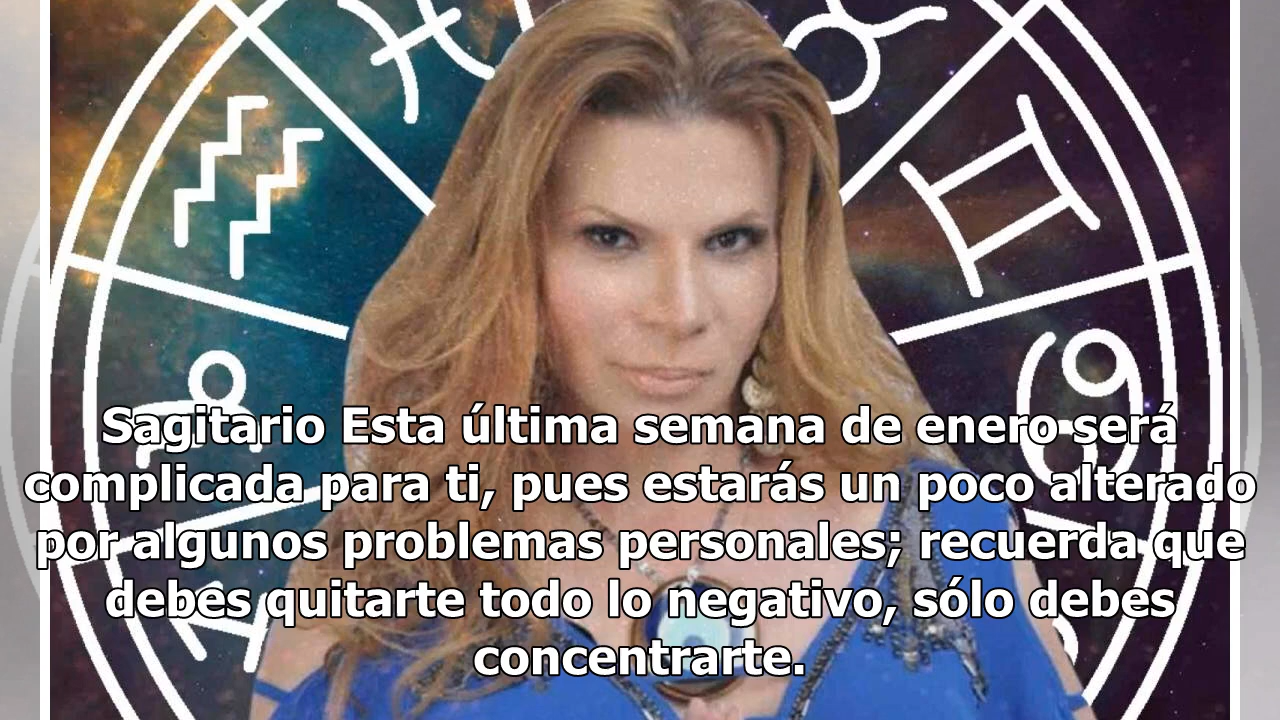 Sagitario Esta última semana de enero será
complicada para ti, pues estarás un poco alterado
por algunos problemas personales; recuerda que
debes quitarte todo lo negativo, sólo debes
concentrarte.